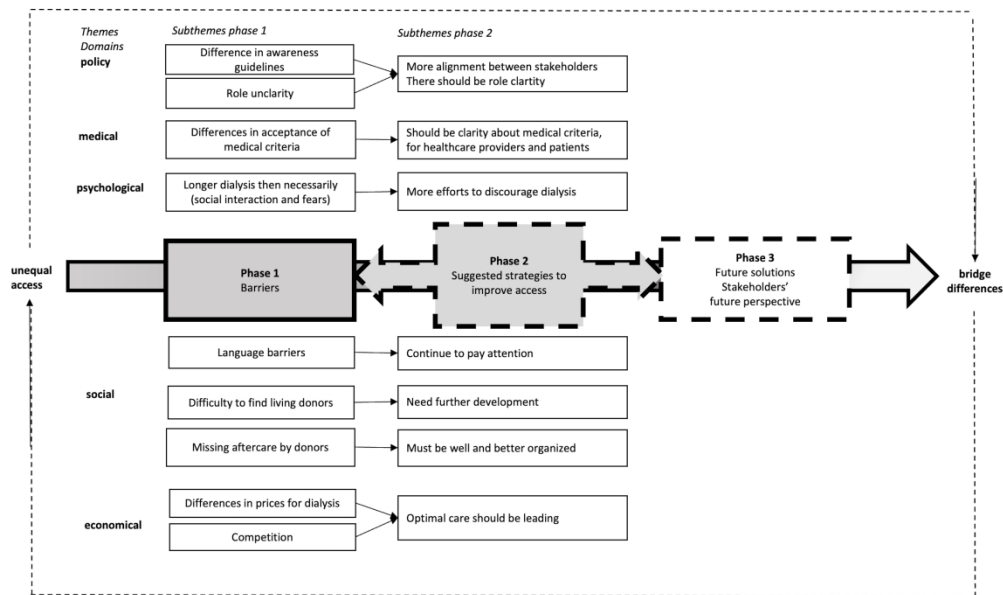 Themes
Domains
Subthemes phase 1
Subthemes phase 2
policy
Difference in awareness
guidelines
Role unclarity
More alignment between stakeholders
There should be role clartity
medical
Differences in acceptance of
medical criteria
Should be clarity about medical criteria,
for healthcare providers and patients
psychological
Longer dialysis then necessarily
(social interaction and fears)
More efforts to discourage dialysis
unequal
access
Phase 1
Barriers
Phase 2
Suggested strategies to
improve access
Phase 3
Future solutions
Stakeholders'
future perspective
bridge
differences
Language barriers
Continue to pay attention
social
Difficulty to find living donors
Need further development
Missing aftercare by donors
Must be well and better organized
economical
Differences in prices for dialysis
Competition
Optimal care should be leading